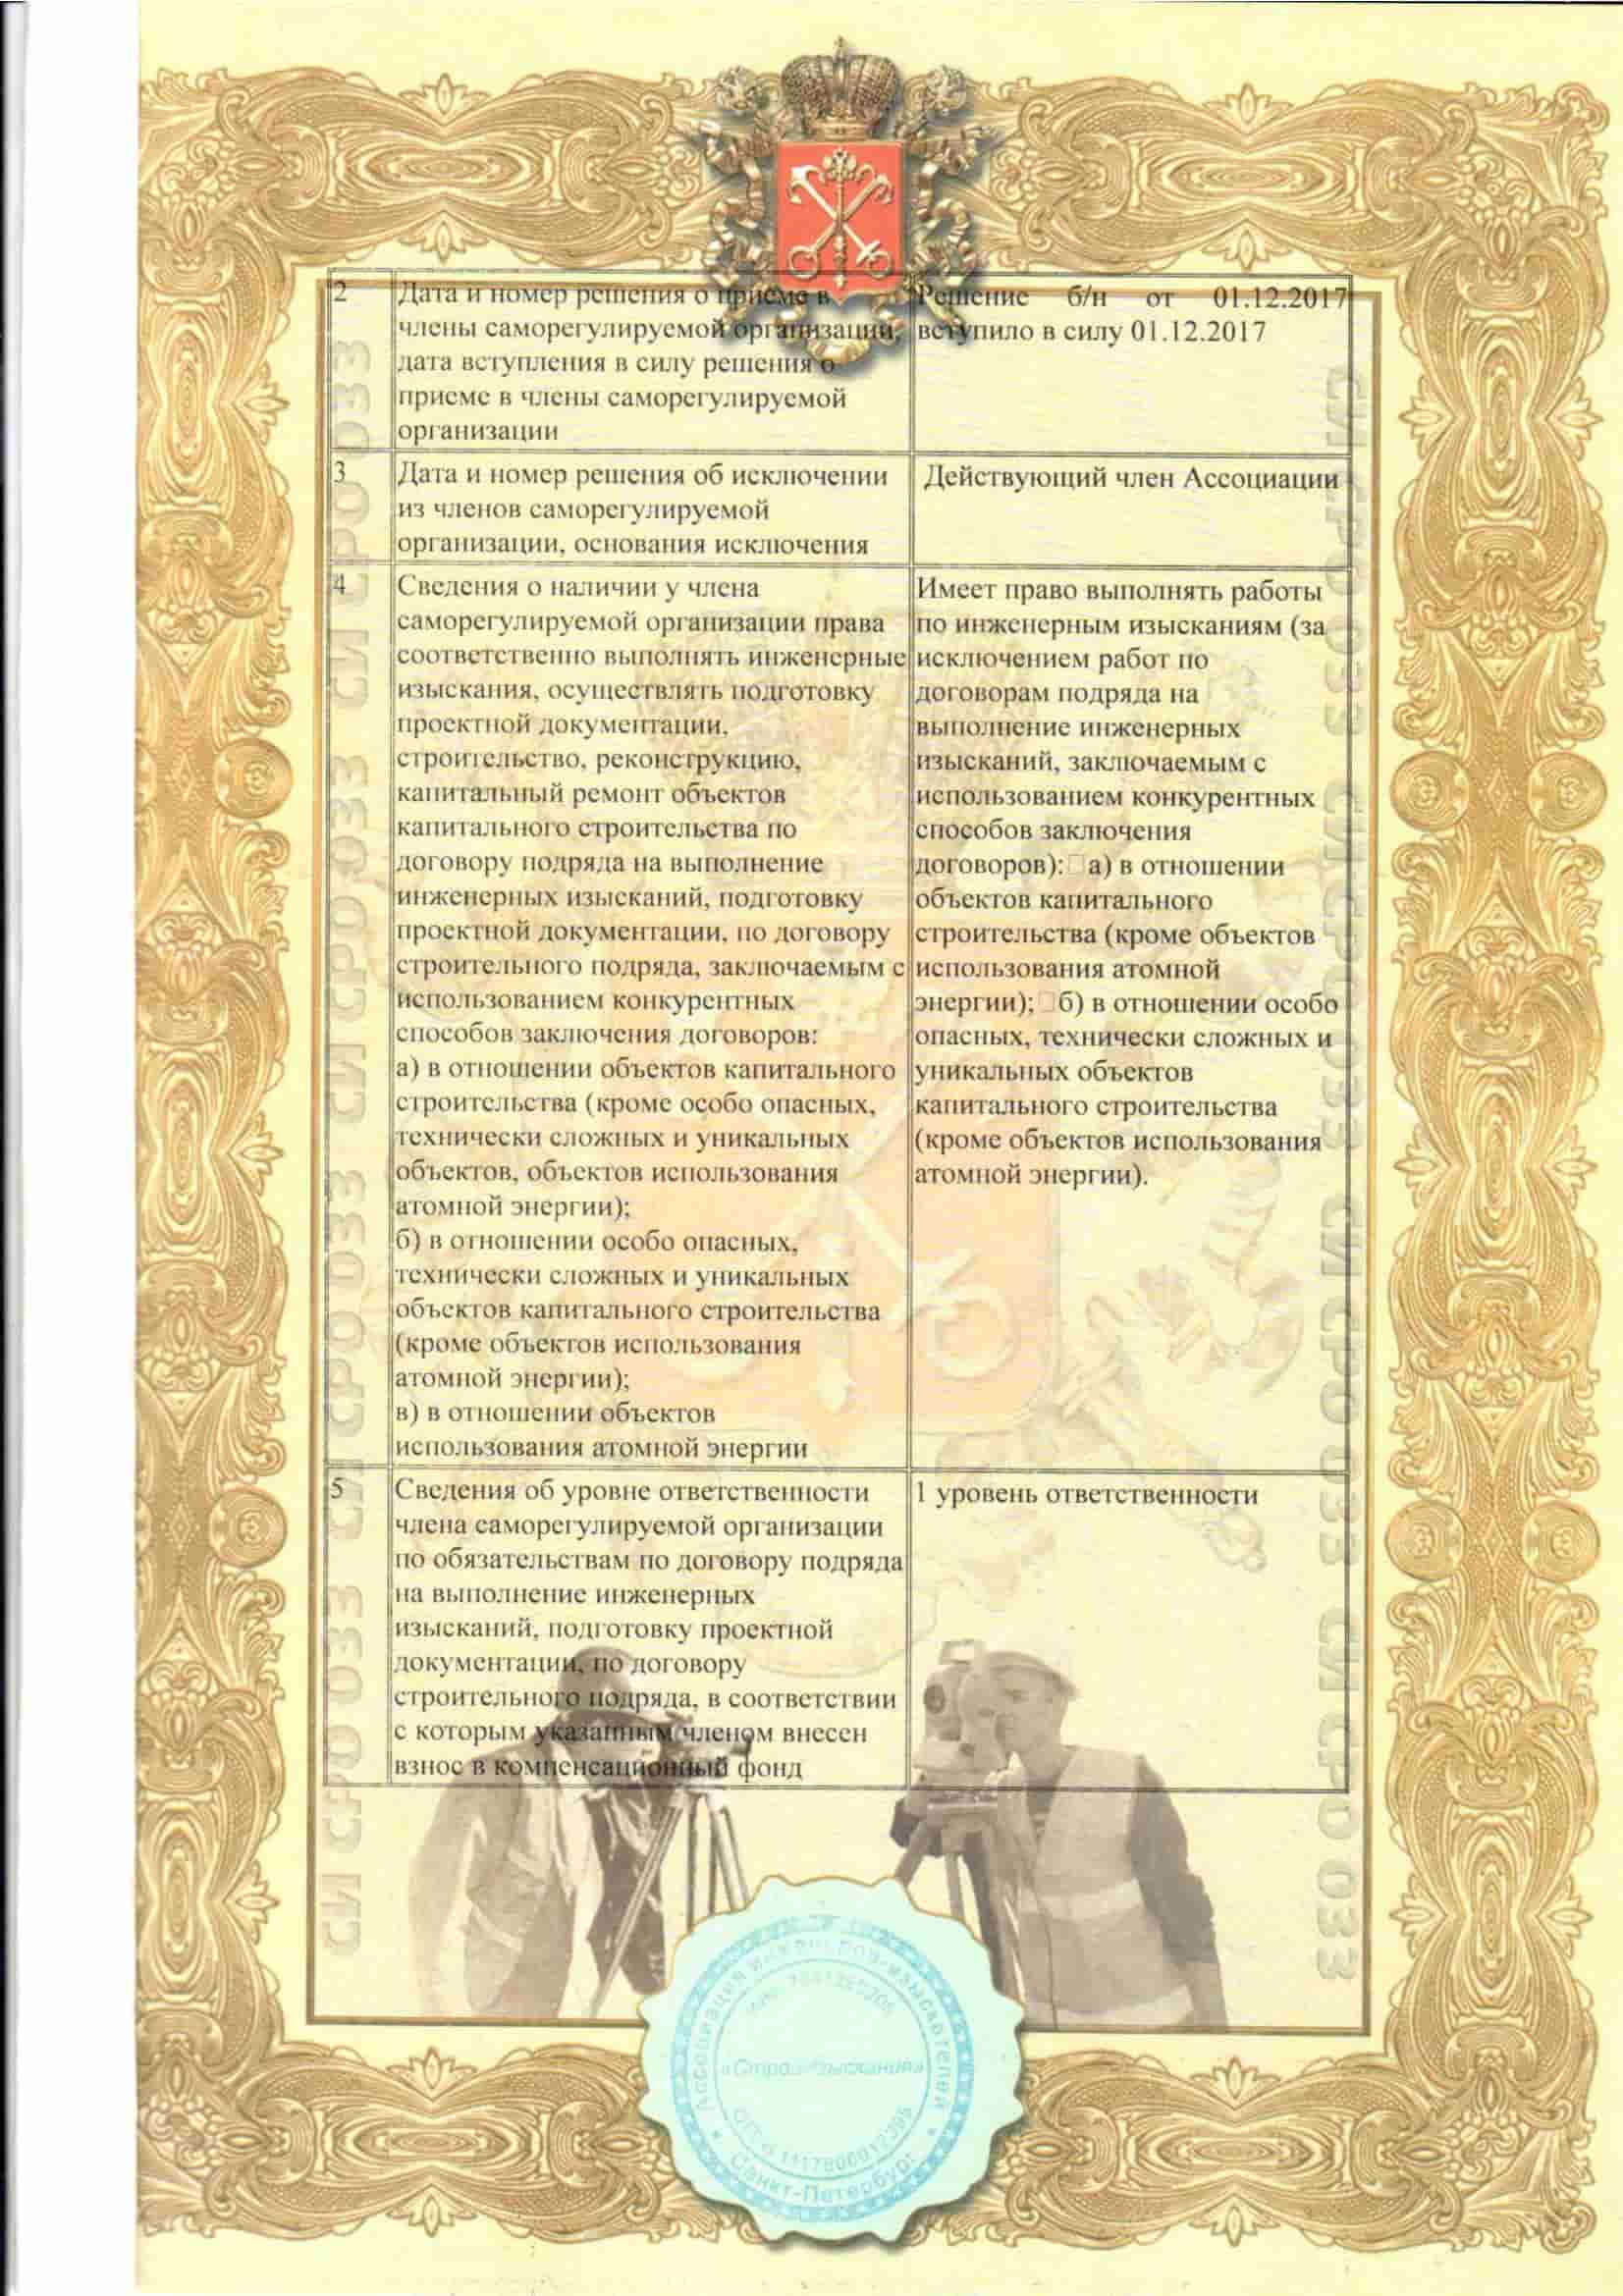 2
Дата и номер решения о приеме в
члены саморегулируемой организации,
дата вступления в силу решения о
приеме в члены саморегулируемой
организации
Решение б/н от 01.12.2017
вступило в силу 01.12.2017
3
Дата и номер решения об исключении
из членов саморегулируемой
организации, основания исключения
Действующий член Ассоциации
4
Сведения о наличии у члена
саморегулируемой организации права
соответственно выполнять инженерные
изыскания, осуществлять подготовку
проектной документации,
строительство, реконструкцию,
капитальный ремонт объектов
капитального строительства по
договору подряда на выполнение
инженерных изысканий, подготовку
проектной документации, по договору
строительного подряда, заключаемым с
использованием конкурентных
способов заключения договоров:
а) в отношении объектов капитального
строительства (кроме особо опасных,
технически сложных и уникальных
объектов, объектов использования
атомной энергии);
б) в отношении особо опасных,
технически сложных и уникальных
объектов капитального строительства
(кроме объектов использования
атомной энергии);
в) в отношении объектов
использования атомной энергии
Имеет право выполнять работы
по инженерным изысканиям (за
исключением работ по
договорам подряда на
выполнение инженерных
изысканий, заключаемым с
использованием конкурентных
способов заключения
договоров):□а) в отношении
объектов капитального
строительства (кроме объектов
использования атомной
энергии);□б) в отношении особо
опасных, технически сложных и
уникальных объектов
капитального строительства
(кроме объектов использования
атомной энергии).
5
Сведения об уровне ответственности
члена саморегулируемой организации
по обязательствам по договору подряда
на выполнение инженерных
изысканий, подготовку проектной
документации, по договору
строительного подряда, в соответствии
с которым указанным членом внесен
взнос в компенсационный фонд
1 уровень ответственности
СИ СРО 033 СИ СРО 033 СИ СРО 033 СИ СРО 033
СИ СРО 033 СИ СРО 033 СИ СРО 033 СИ СРО 033
Ассоциация инженеров-изыскателей
«СтройИзыскания»
Санкт-Петербург